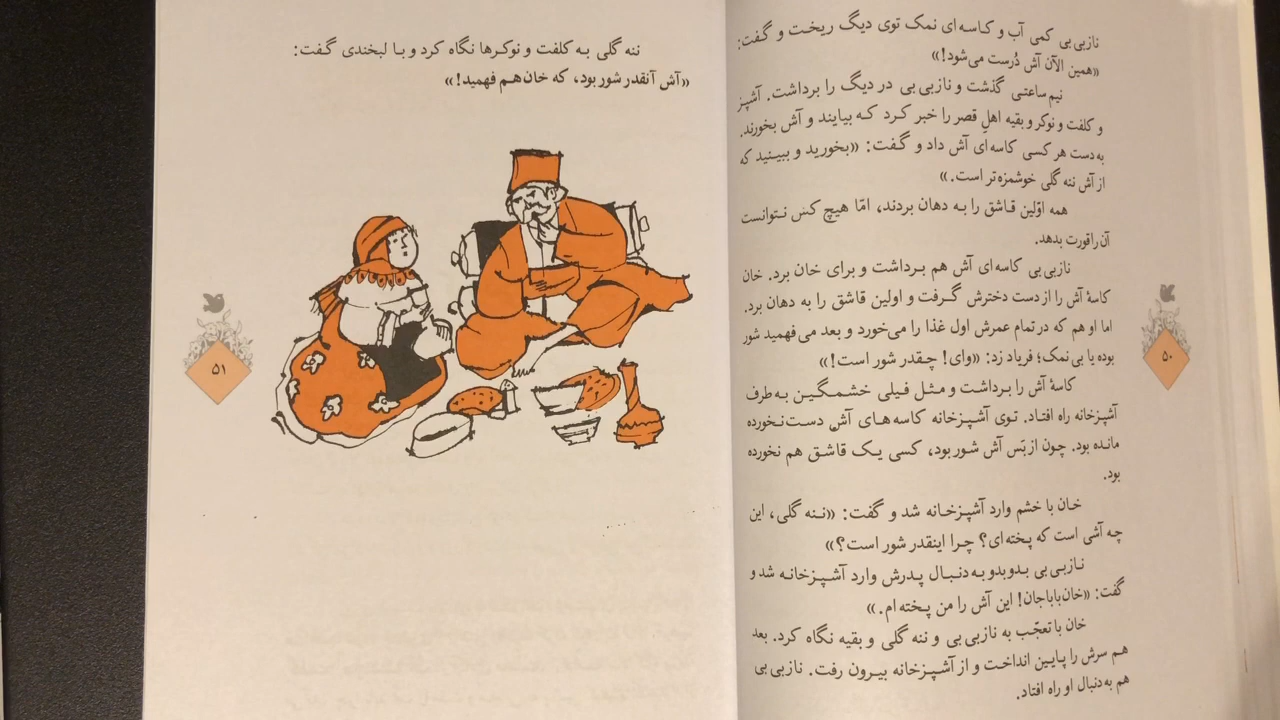 نازبی‌بی کمی آب و کاسه‌ای نمک توی دیگ ریخت و گفت:
«همین الآن آش دُرست می‌شود!»
نیم ساعتی گذشت و نازبی‌بی در دیگ را برداشت. آشپز
و کلفت و نوکر و بقیه اهلِ قصر را خبر کرد که بیایند و آش بخورند.
به دست هر کسی کاسه‌ای آش داد و گفت: «بخورید و ببینید که
از آش ننه گلی خوشمزه‌تر است.»
همه اوّلین قاشق را به دهان بردند، امّا هیچ کس نتوانست
آن را قورت بدهد.
نازبی‌بی کاسه‌ای آش هم برداشت و برای خان برد. خان
کاسهٔ آش را از دست دخترش گرفت و اولین قاشق را به دهان برد.
اما او هم که در تمام عمرش اول غذا را می‌خورد و بعد می‌فهمید شور
بوده یا بی‌نمک؛ فریاد زد: «وای! چقدر شور است!»
کاسهٔ آش را برداشت و مثل فیلی خشمگین به طرف
آشپزخانه راه افتاد. توی آشپزخانه کاسه‌های آش دست‌نخورده
مانده بود. چون از بَس آش شور بود، کسی یک قاشق هم نخورده
بود.
خان با خشم وارد آشپزخانه شد و گفت: «ننه گلی، این
چه آشی است که پخته‌ای؟ چرا اینقدر شور است؟»
نازبی‌بی بدوبدو به دنبال پدرش وارد آشپزخانه شد و
گفت: «خان‌باباجان! این آش را من پخته‌ام.»
خان با تعجّب به نازبی‌بی و ننه گلی و بقیه نگاه کرد. بعد
هم سرش را پایین انداخت و از آشپزخانه بیرون رفت. نازبی‌بی
هم به دنبال او راه افتاد.
۵۰
ننه گلی به کلفت و نوکرها نگاه کرد و با لبخندی گفت:
«آش آنقدر شور بود، که خان هم فهمید!»
۵۱